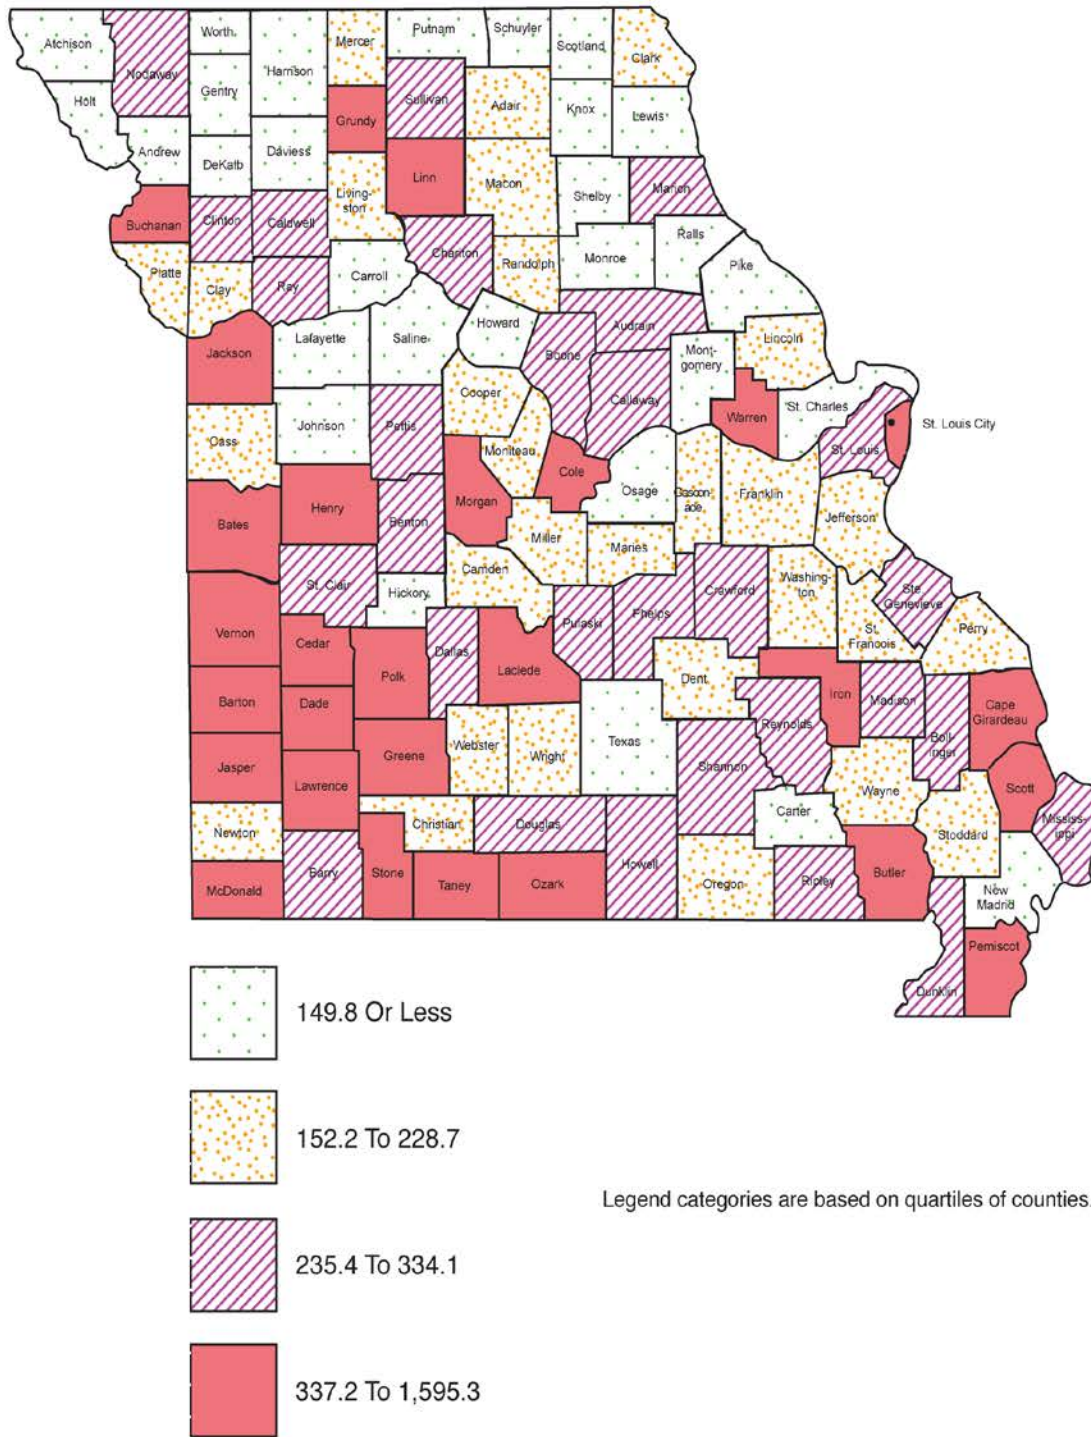 Atchison
Nodaway
Worth
Harrison
Mercer
Putnam
Schuyler
Scotland
Clark
Holt
Gentry
Grundy
Sullivan
Adair
Knox
Lewis
Andrew
DeKalb
Daviess
Living-
ston
Linn
Macon
Shelby
Marion
Buchanan
Clinton
Caldwell
Chariton
Randolph
Monroe
Ralls
Pike
Platte
Clay
Ray
Carroll
Howard
Audrain
Jackson
Lafayette
Saline
Boone
Mont-
gomery
Lincoln
Cooper
Callaway
Warren
St. Charles
St. Louis City
Cass
Johnson
Pettis
Moniteau
Cole
Osage
Gascon-
ade
Franklin
St. Louis
Bates
Henry
Benton
Morgan
Miller
Maries
Jefferson
St. Clair
Hickory
Camden
Pulaski
Phelps
Crawford
Washing-
ton
St.
Francois
Ste
Genevieve
Perry
Vernon
Cedar
Polk
Dallas
Laclede
Dent
Iron
Madison
Boll-
inger
Cape
Girardeau
Barton
Dade
Greene
Webster
Wright
Texas
Reynolds
Shannon
Wayne
Scott
Jasper
Lawrence
Christian
Douglas
Carter
Stoddard
Missis-
ippi
Newton
Barry
Stone
Taney
Ozark
Howell
Oregon
Ripley
Butler
New
Madrid
McDonald
Dunklin
Pemiscot
149.8 Or Less
152.2 To 228.7
Legend categories are based on quartiles of counties.
235.4 To 334.1
337.2 To 1,595.3